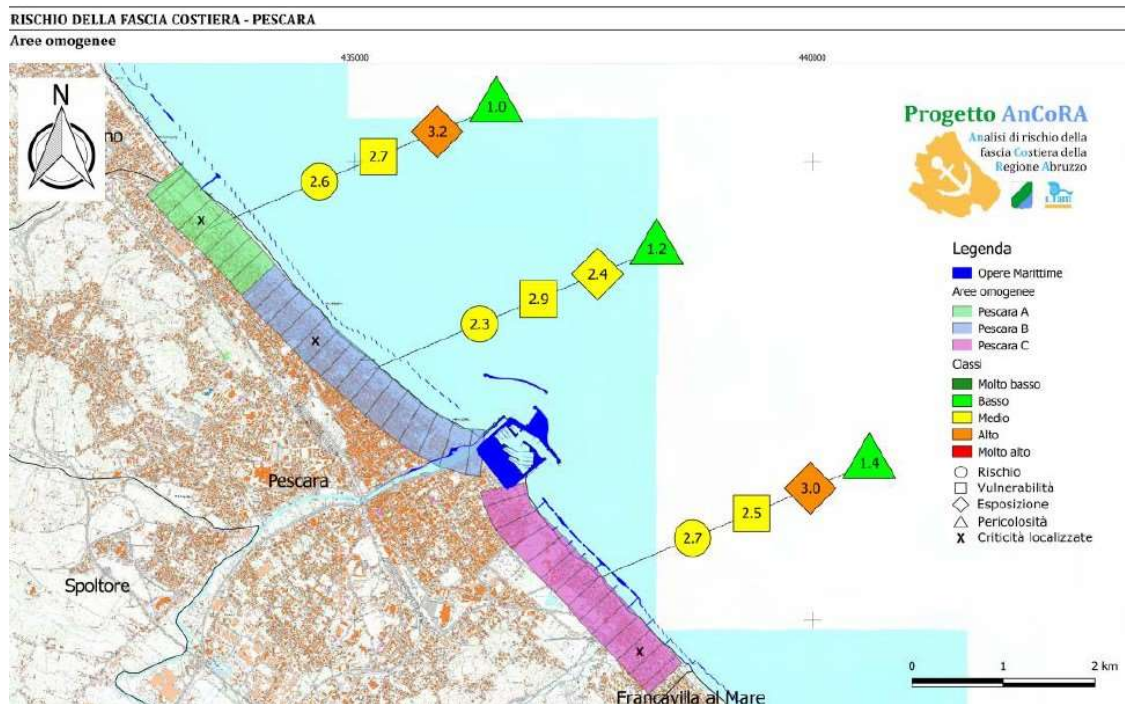 RISCHIO DELLA FASCIA COSTIERA - PESCARA
Aree omogenee
435000
440000
N
no
1.0
3.2
2.7
2.6
Progetto AnCoRA
Analisi di rischio della
fascia Costiera della
Regione Abruzzo
1.2
2.4
2.9
2.3
Legenda
Opere Marittime
Aree omogenee
Pescara A
Pescara B
Pescara C
Classi
Molto basso
Basso
Medio
Alto
Molto alto
Rischio
Vulnerabilità
Esposizione
Pericolosità
X Criticità localizzate
X
X
Pescara
1.4
3.0
2.5
2.7
Spoltore
X
Francavilla al Mare
0 1 2 km